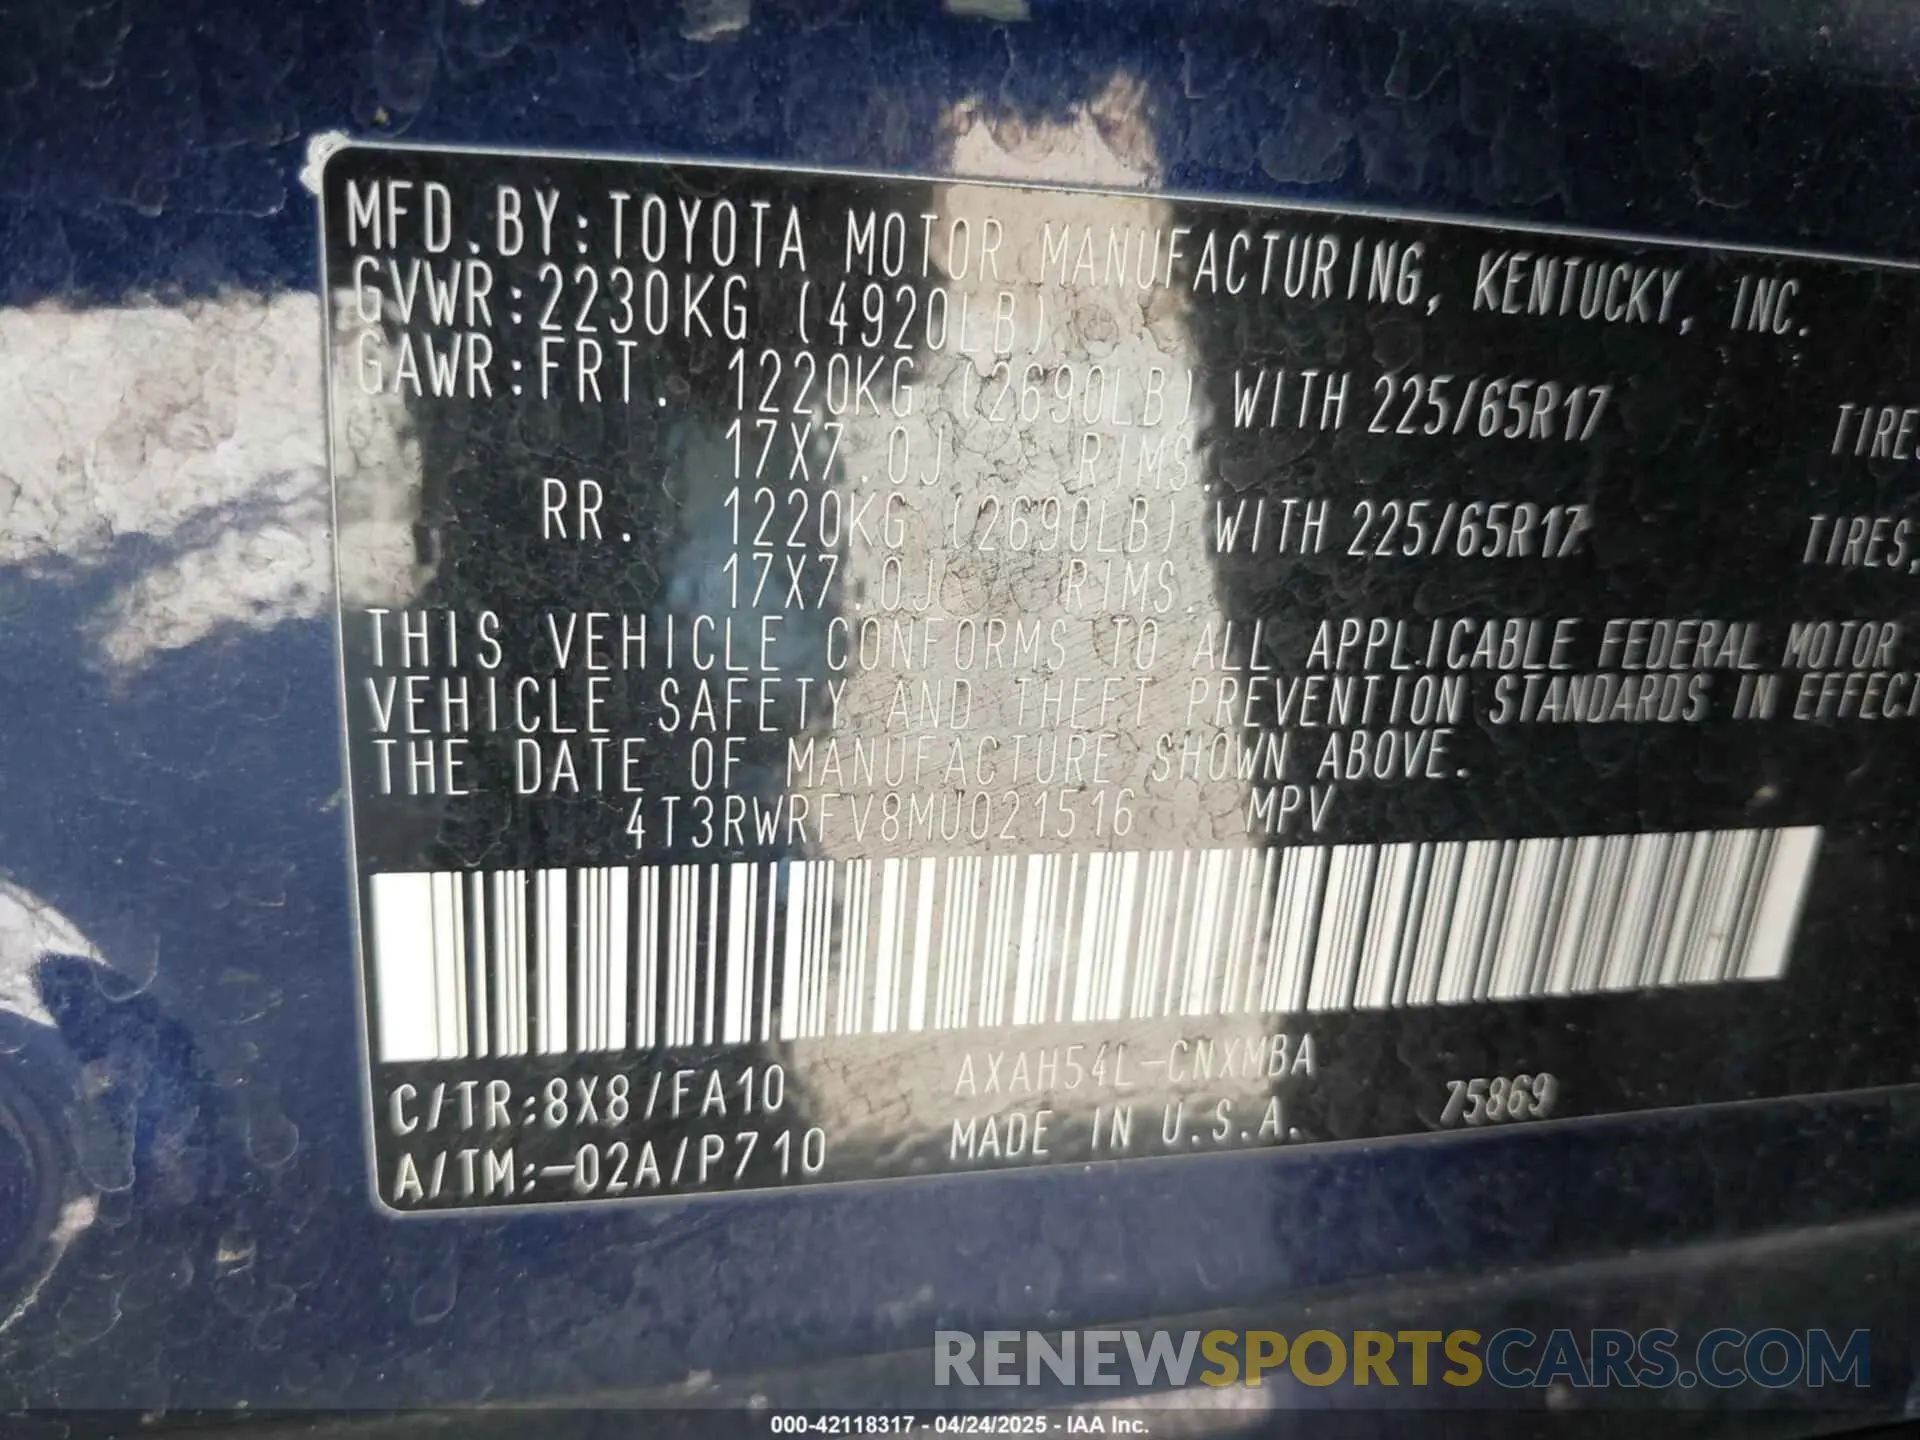 MFD.BY:TOYOTA MOTOR MANUFACTURING, KENTUCKY, INC.
GVWR:2230KG (4920LB)
GAWR:FRT. 1220KG (2690LB) WITH 225/65R17 TIRES
17X7.0J RIMS.
RR. 1220KG (2690LB) WITH 225/65R17 TIRES,
17X7.0J RIMS.
THIS VEHICLE CONFORMS TO ALL APPLICABLE FEDERAL MOTOR
VEHICLE SAFETY AND THEFT PREVENTION STANDARDS IN EFFECT
THE DATE OF MANUFACTURE SHOWN ABOVE.
4T3RWRFV8MU021516 MPV
C/TR:8X8/FA10 AXAH54L-CNXMBA
A/TM:-02A/P710 MADE IN U.S.A. 75869
RENEWSPORTSCARS.COM
000-42118317 - 04/24/2025 - IAA Inc.